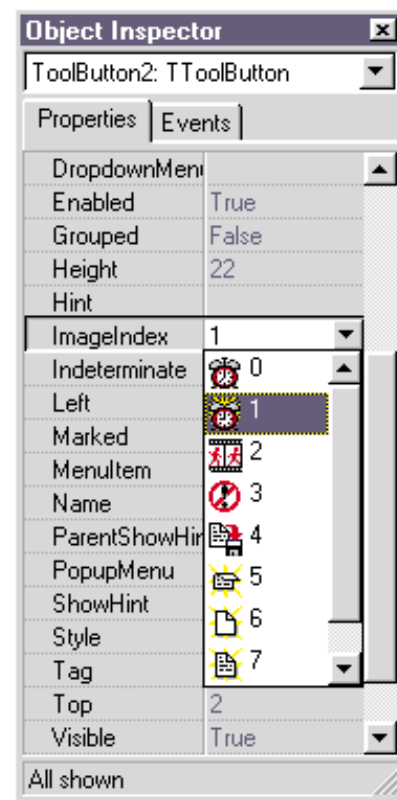 Object Inspector
ToolButton2: TToolButton
Properties Events
DropdownMenu
Enabled True
Grouped False
Height 22
Hint
ImageIndex 1
Indeterminate 0
Left 1
Marked 2
MenuItem
Name 3
ParentShowHin 4
PopupMenu 5
ShowHint
Style 6
Tag 7
Top 2
Visible True
All shown